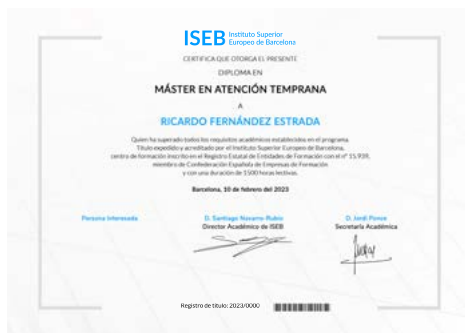 ISEB Instituto Superior
Europeo de Barcelona
CERTIFICA QUE OTORGA EL PRESENTE
DIPLOMA EN
MÁSTER EN ATENCIÓN TEMPRANA
A
RICARDO FERNÁNDEZ ESTRADA
Quien ha superado todos los requisitos académicos establecidos en el programa.
Título expedido y acreditado por el Instituto Superior Europeo de Barcelona,
centro de formación inscrito en el Registro Estatal de Entidades de Formación con el nº 15.939,
miembro de Confederación Española de Empresas de Formación
y con una duración de 1500 horas lectivas.
Barcelona, 10 de febrero del 2023
Persona Interesada
D. Santiago Navarro Rubio
Director Académico de ISEB
D. Jordi Ponce
Secretaría Académica
Registro de título: 2023/0000